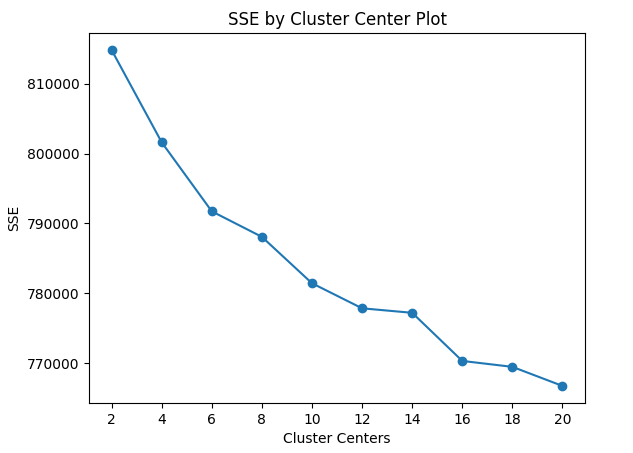 SSE by Cluster Center Plot
SSE
810000
800000
790000
780000
770000
2 4 6 8 10 12 14 16 18 20
Cluster Centers